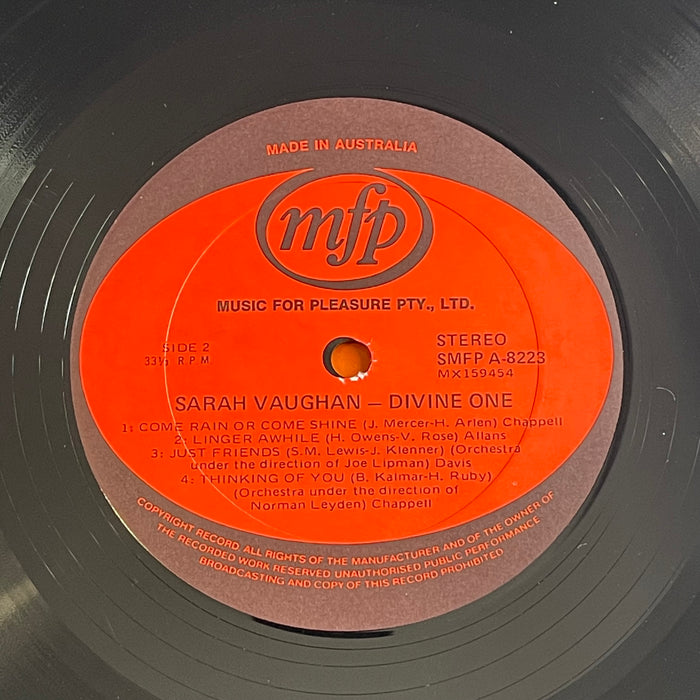 MADE IN AUSTRALIA
mfp
MUSIC FOR PLEASURE PTY., LTD.
SIDE 2
33⅓ R.P.M.
STEREO
SMFP A-8223
MX159454
SARAH VAUGHAN — DIVINE ONE
1: COME RAIN OR COME SHINE (J. Mercer-H. Arlen) Chappell
2: LINGER AWHILE (H. Owens-V. Rose) Allans
3: JUST FRIENDS (S.M. Lewis-J. Klenner) (Orchestra
under the direction of Joe Lipman) Davis
4: THINKING OF YOU (B. Kalmar-H. Ruby)
(Orchestra under the direction of
Norman Leyden) Chappell
COPYRIGHT RECORD. ALL RIGHTS OF THE MANUFACTURER AND OF THE OWNER OF
THE RECORDED WORK RESERVED UNAUTHORISED PUBLIC PERFORMANCE
BROADCASTING AND COPY OF THIS RECORD PROHIBITED